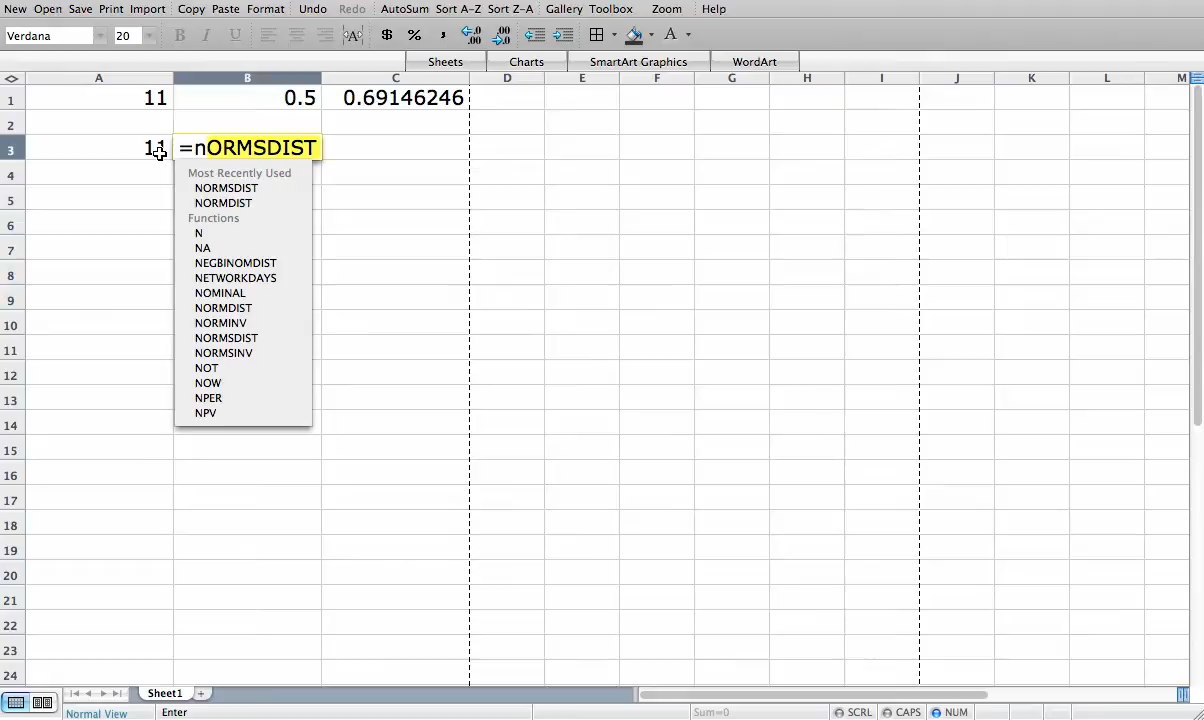 New Open Save Print Import Copy Paste Format Undo Redo AutoSum Sort A-Z Sort Z-A Gallery Toolbox Zoom Help
Verdana 20 B I U A $ % , .0 .00 .00 .0 A
Sheets Charts SmartArt Graphics WordArt
A B C D E F G H I J K L M
1 11 0.5 0.69146246
2
3 11 =nORMSDIST
Most Recently Used
4
NORMSDIST
5 NORMDIST
Functions
6 N
7 NA
NEGBINOMDIST
8 NETWORKDAYS
9 NOMINAL
NORMDIST
10 NORMINV
NORMSDIST
11 NORMSINV
12 NOT
NOW
13 NPER
14 NPV
15
16
17
18
19
20
21
22
23
24
Sheet1
Normal View Enter Sum=0 SCRL CAPS NUM